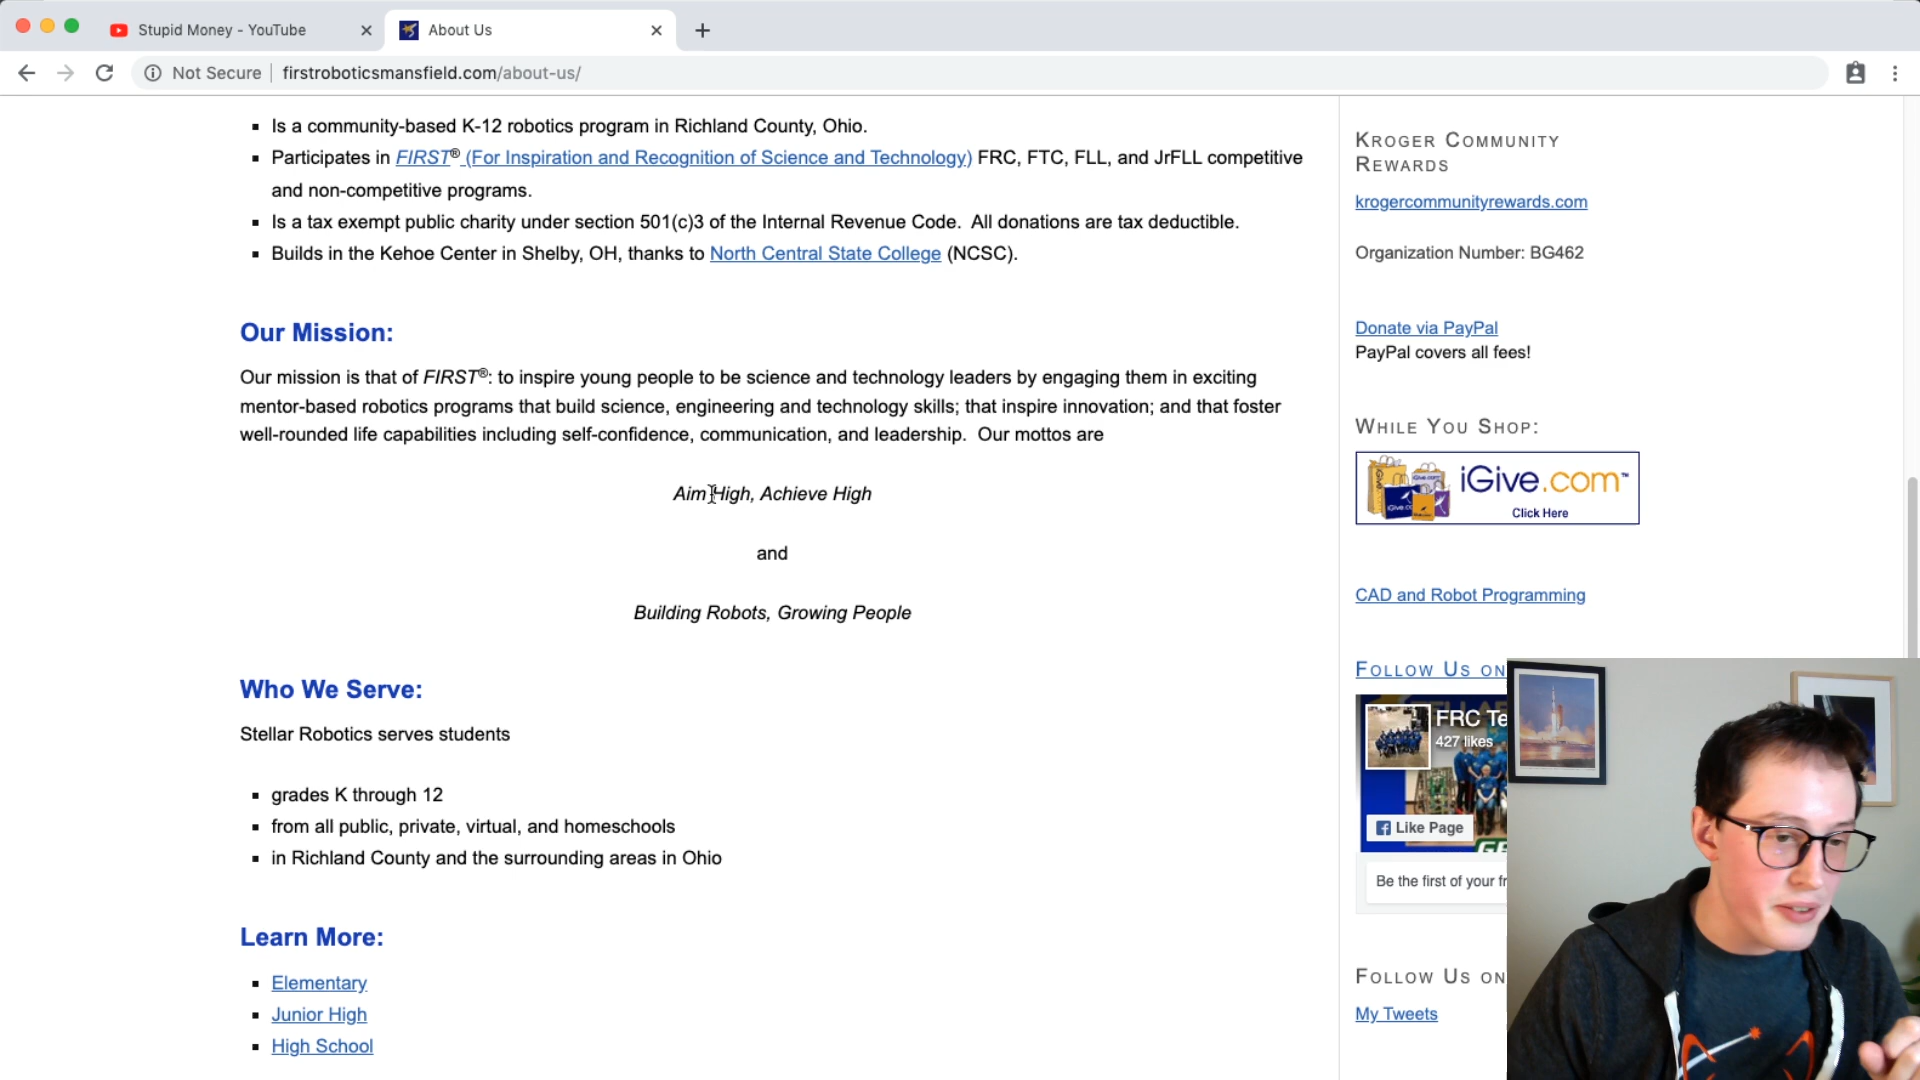 Stupid Money - YouTube
About Us
Not Secure | firstroboticsmansfield.com/about-us/
▪ Is a community-based K-12 robotics program in Richland County, Ohio.
▪ Participates in FIRST® (For Inspiration and Recognition of Science and Technology) FRC, FTC, FLL, and JrFLL competitive
and non-competitive programs.
▪ Is a tax exempt public charity under section 501(c)3 of the Internal Revenue Code.  All donations are tax deductible.
▪ Builds in the Kehoe Center in Shelby, OH, thanks to North Central State College (NCSC).
Our Mission:
Our mission is that of FIRST®: to inspire young people to be science and technology leaders by engaging them in exciting
mentor-based robotics programs that build science, engineering and technology skills; that inspire innovation; and that foster
well-rounded life capabilities including self-confidence, communication, and leadership.  Our mottos are
Aim High, Achieve High
and
Building Robots, Growing People
Who We Serve:
Stellar Robotics serves students
▪ grades K through 12
▪ from all public, private, virtual, and homeschools
▪ in Richland County and the surrounding areas in Ohio
Learn More:
▪ Elementary
▪ Junior High
▪ High School
Kroger Community
Rewards
krogercommunityrewards.com
Organization Number: BG462
Donate via PayPal
PayPal covers all fees!
While You Shop:
iGive.com™
Click Here
CAD and Robot Programming
Follow Us on
FRC Te
427 likes
Like Page
Be the first of your fr
Follow Us on
My Tweets